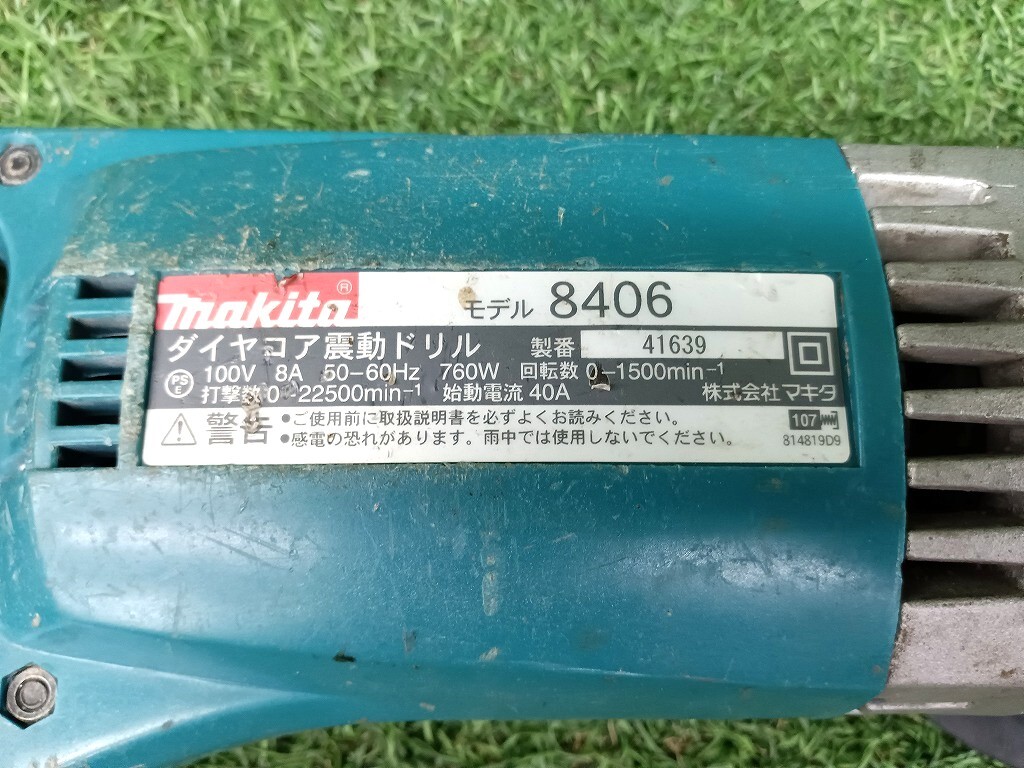 makita® モデル 8406
ダイヤコア震動ドリル 製番 41639
PS E 100V 8A 50-60Hz 760W 回転数 0-1500min⁻¹
打撃数 0-22500min⁻¹ 始動電流 40A 株式会社 マキタ
警告 •ご使用前に取扱説明書を必ずよくお読みください。 107
•感電の恐れがあります。雨中では使用しないでください。 814819D9